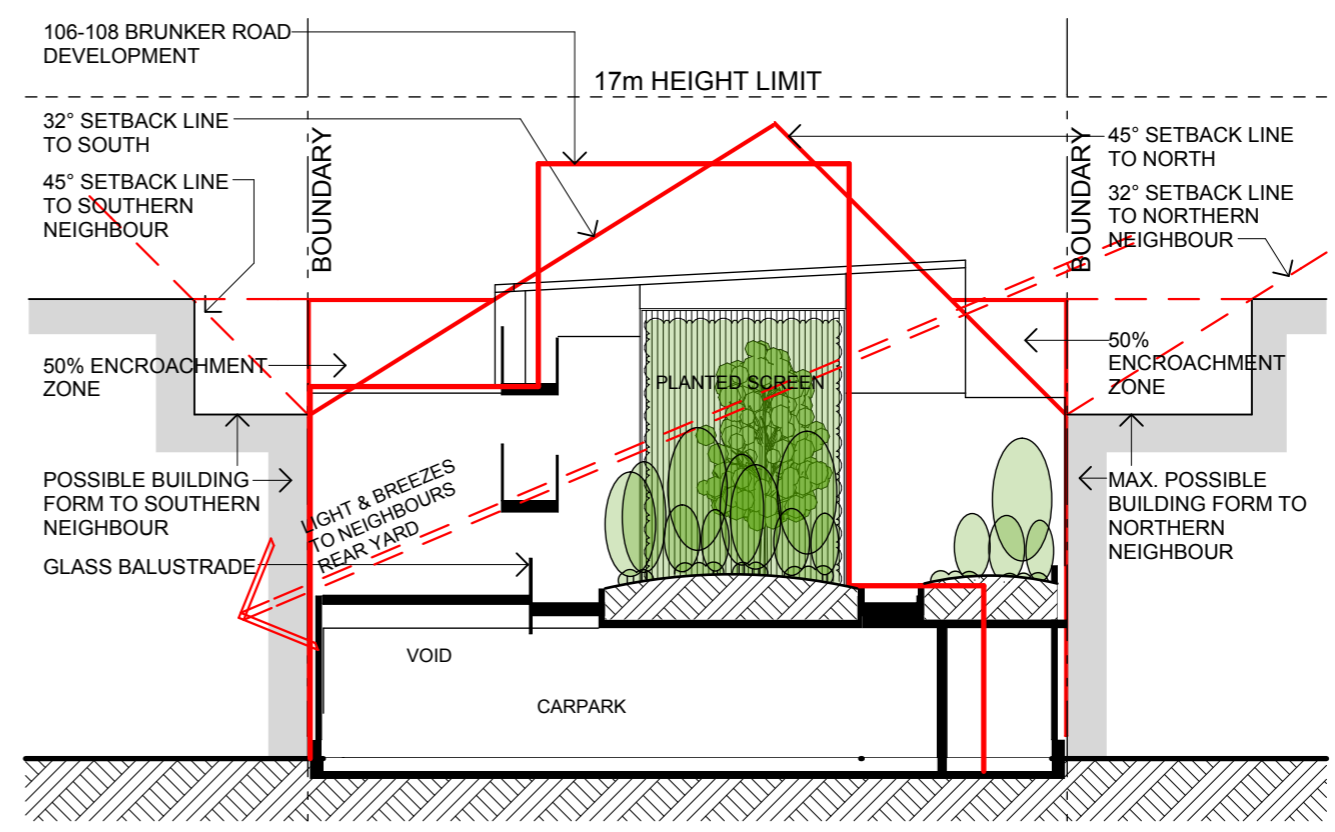 106-108 BRUNKER ROAD
DEVELOPMENT
17m HEIGHT LIMIT
32° SETBACK LINE
TO SOUTH
45° SETBACK LINE
TO SOUTHERN
NEIGHBOUR
BOUNDARY
BOUNDARY
45° SETBACK LINE
TO NORTH
32° SETBACK LINE
TO NORTHERN
NEIGHBOUR
50% ENCROACHMENT
ZONE
PLANTED SCREEN
50%
ENCROACHMENT
ZONE
POSSIBLE BUILDING
FORM TO SOUTHERN
NEIGHBOUR
LIGHT & BREEZES
TO NEIGHBOURS
REAR YARD
MAX. POSSIBLE
BUILDING FORM TO
NORTHERN
NEIGHBOUR
GLASS BALUSTRADE
VOID
CARPARK